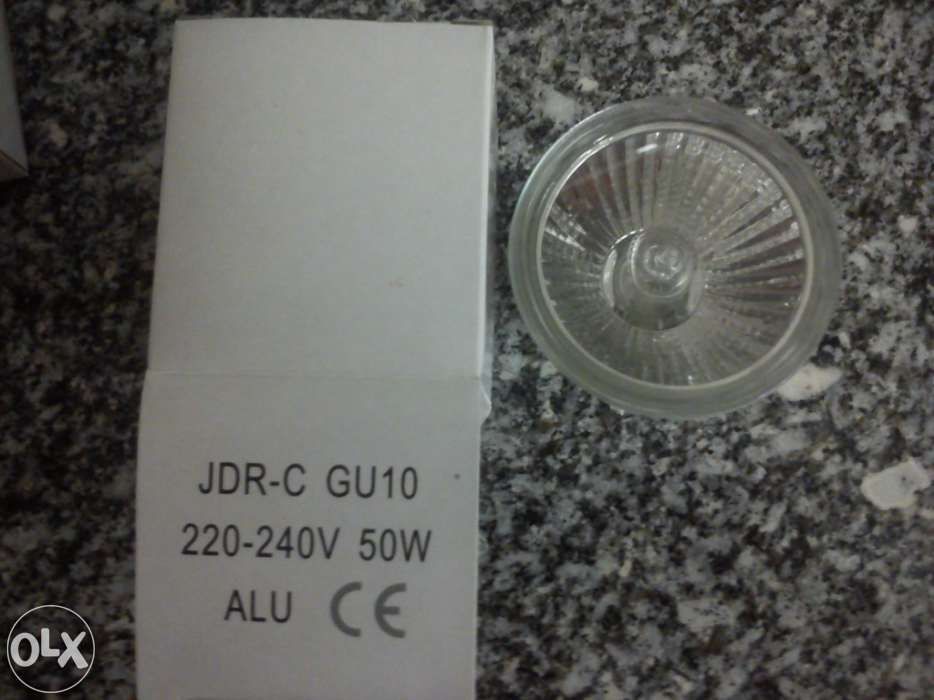 JDR-C GU10
220-240V 50W
ALU CE
OLX